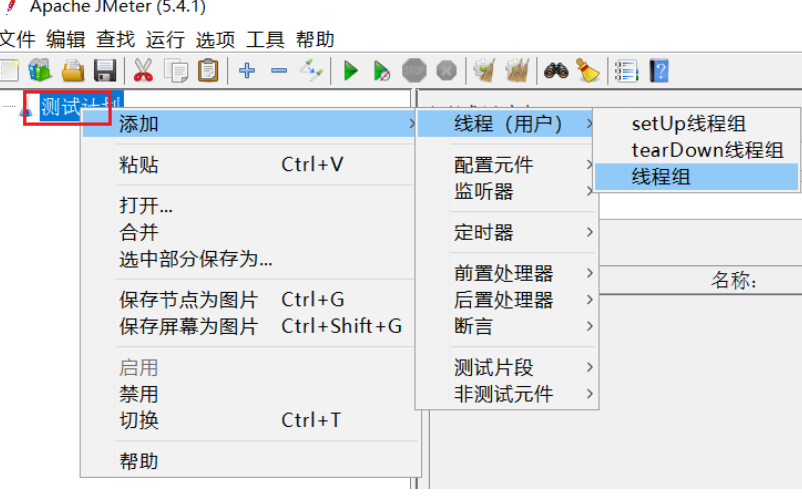 Apache JMeter (5.4.1)
文件 编辑 查找 运行 选项 工具 帮助
STOP
测试计划
添加
粘贴 Ctrl+V
打开...
合并
选中部分保存为...
保存节点为图片 Ctrl+G
保存屏幕为图片 Ctrl+Shift+G
启用
禁用
切换 Ctrl+T
帮助
线程（用户）
配置元件
监听器
定时器
前置处理器
后置处理器
断言
测试片段
非测试元件
setUp线程组
tearDown线程组
线程组
名称：